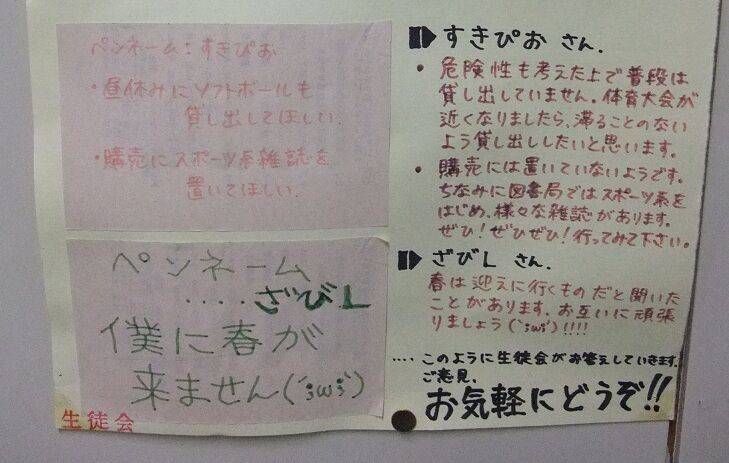 ペンネーム:すきぴお
・昼休みにソフトボールも
貸し出してほしい.
・購売にスポーツ系雑誌を
置いてほしい.
ペンネーム
....ざびL
僕に春が
来ません(´;ω;`)
生徒会
すきぴお さん.
・危険性も考えた上で普段は
貸し出していません. 体育大会が
近くなりましたら、滞ることのない
よう貸し出ししたいと思います.
・購売には置いていないようです.
ちなみに図書局ではスポーツ系を
はじめ、様々な雑誌があります.
ぜひ!ぜひぜひ!行ってみて下さい。
ざびL さん.
春は迎えに行くものだと聞いた
ことがあります. お互いに頑張
りましょう(´;ω;`)!!!!
....このように生徒会がお答えしていきます.
ご意見、
お気軽にどうぞ!!